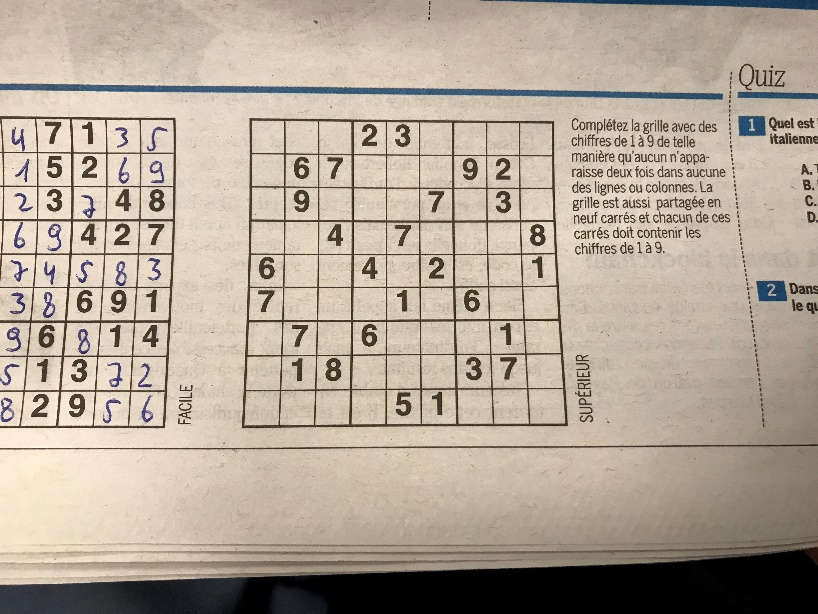 Quiz
4 7 1 3 5
1 5 2 6 9
2 3 7 4 8
6 9 4 2 7
7 4 5 8 3
3 8 6 9 1
9 6 8 1 4
5 1 3 7 2
8 2 9 5 6
FACILE
2 3
6 7 9 2
9 7 3
4 7 8
6 4 2 1
7 1 6
7 6 1
1 8 3 7
5 1
SUPÉRIEUR
Complétez la grille avec des
chiffres de 1 à 9 de telle
manière qu'aucun n'appa-
raisse deux fois dans aucune
des lignes ou colonnes. La
grille est aussi partagée en
neuf carrés et chacun de ces
carrés doit contenir les
chiffres de 1 à 9.
1 Quel est
italienne
A.
B.
C.
D.
2 Dans
le qu